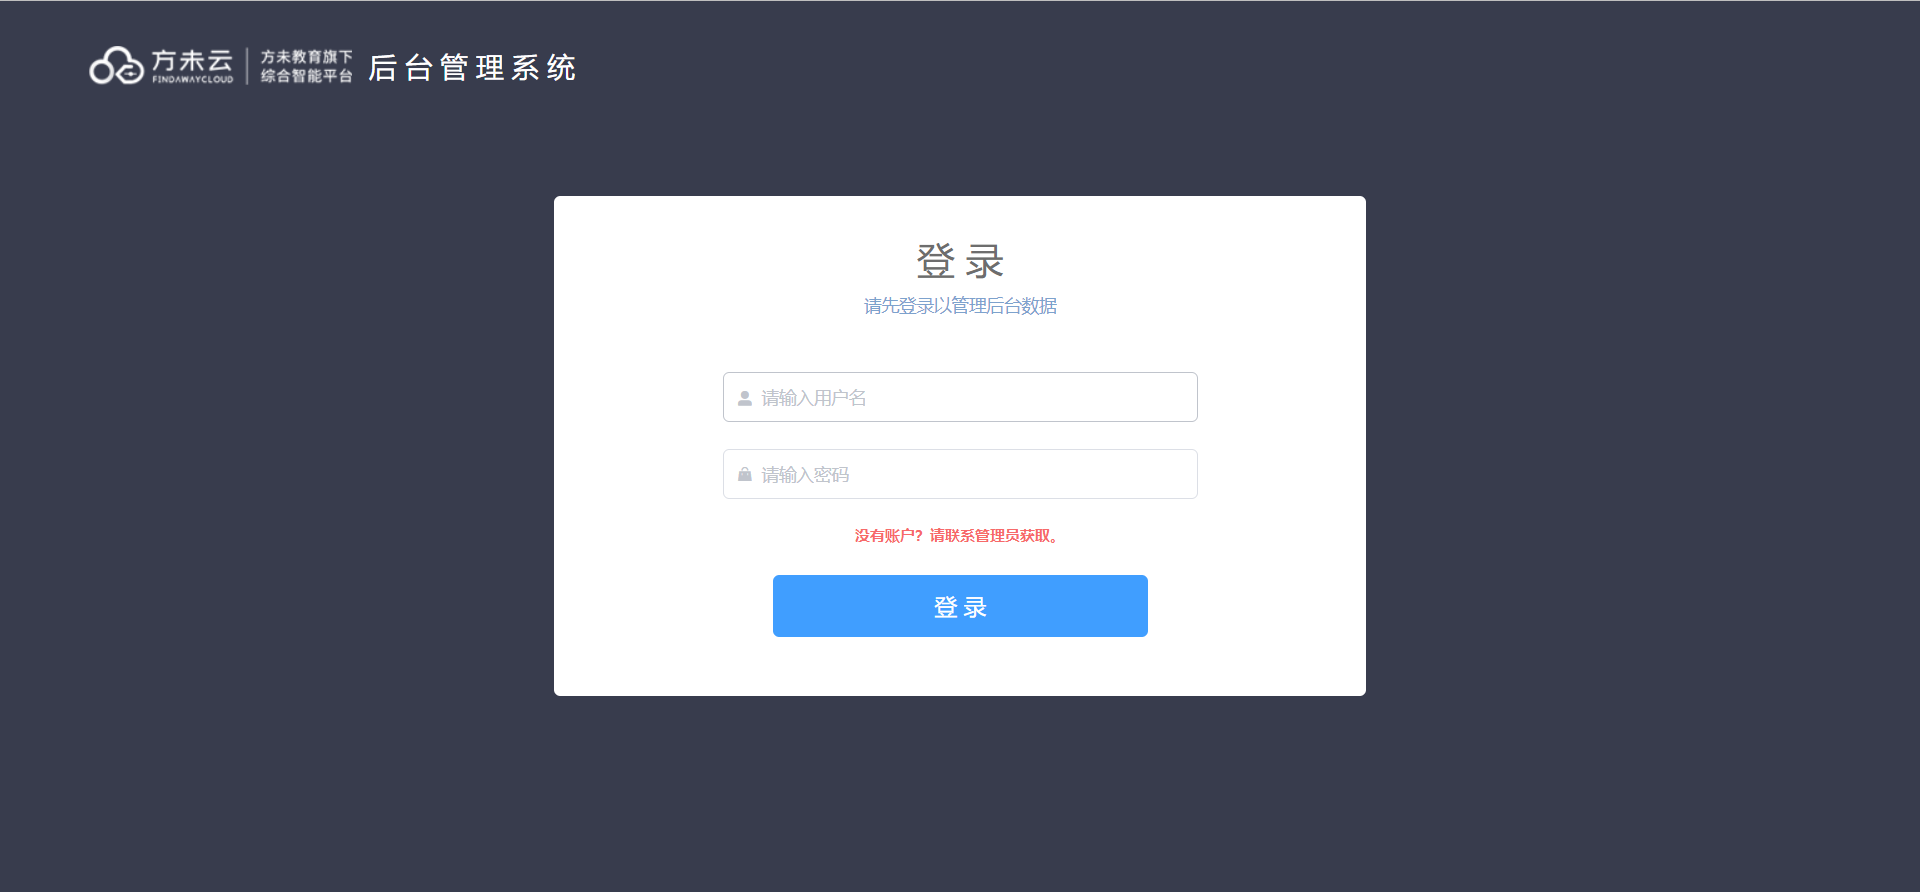 方未云
FINDAWAYCLOUD
方未教育旗下
综合智能平台
后台管理系统
登录
请先登录以管理后台数据
请输入用户名
请输入密码
没有账户？请联系管理员获取。
登录